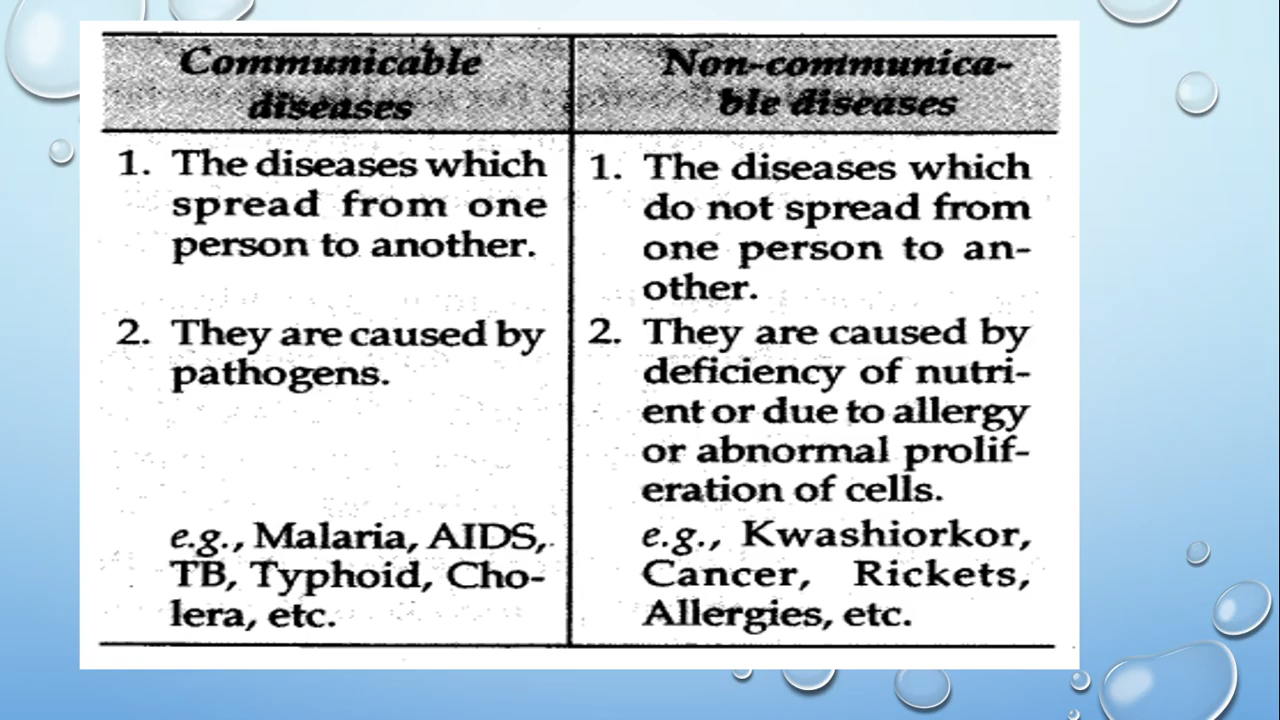 Communicable
diseases
1. The diseases which
spread from one
person to another.
2. They are caused by
pathogens.
e.g., Malaria, AIDS,
TB, Typhoid, Cho-
lera, etc.
Non-communica-
ble diseases
1. The diseases which
do not spread from
one person to an-
other.
2. They are caused by
deficiency of nutri-
ent or due to allergy
or abnormal prolif-
eration of cells.
e.g., Kwashiorkor,
Cancer, Rickets,
Allergies, etc.